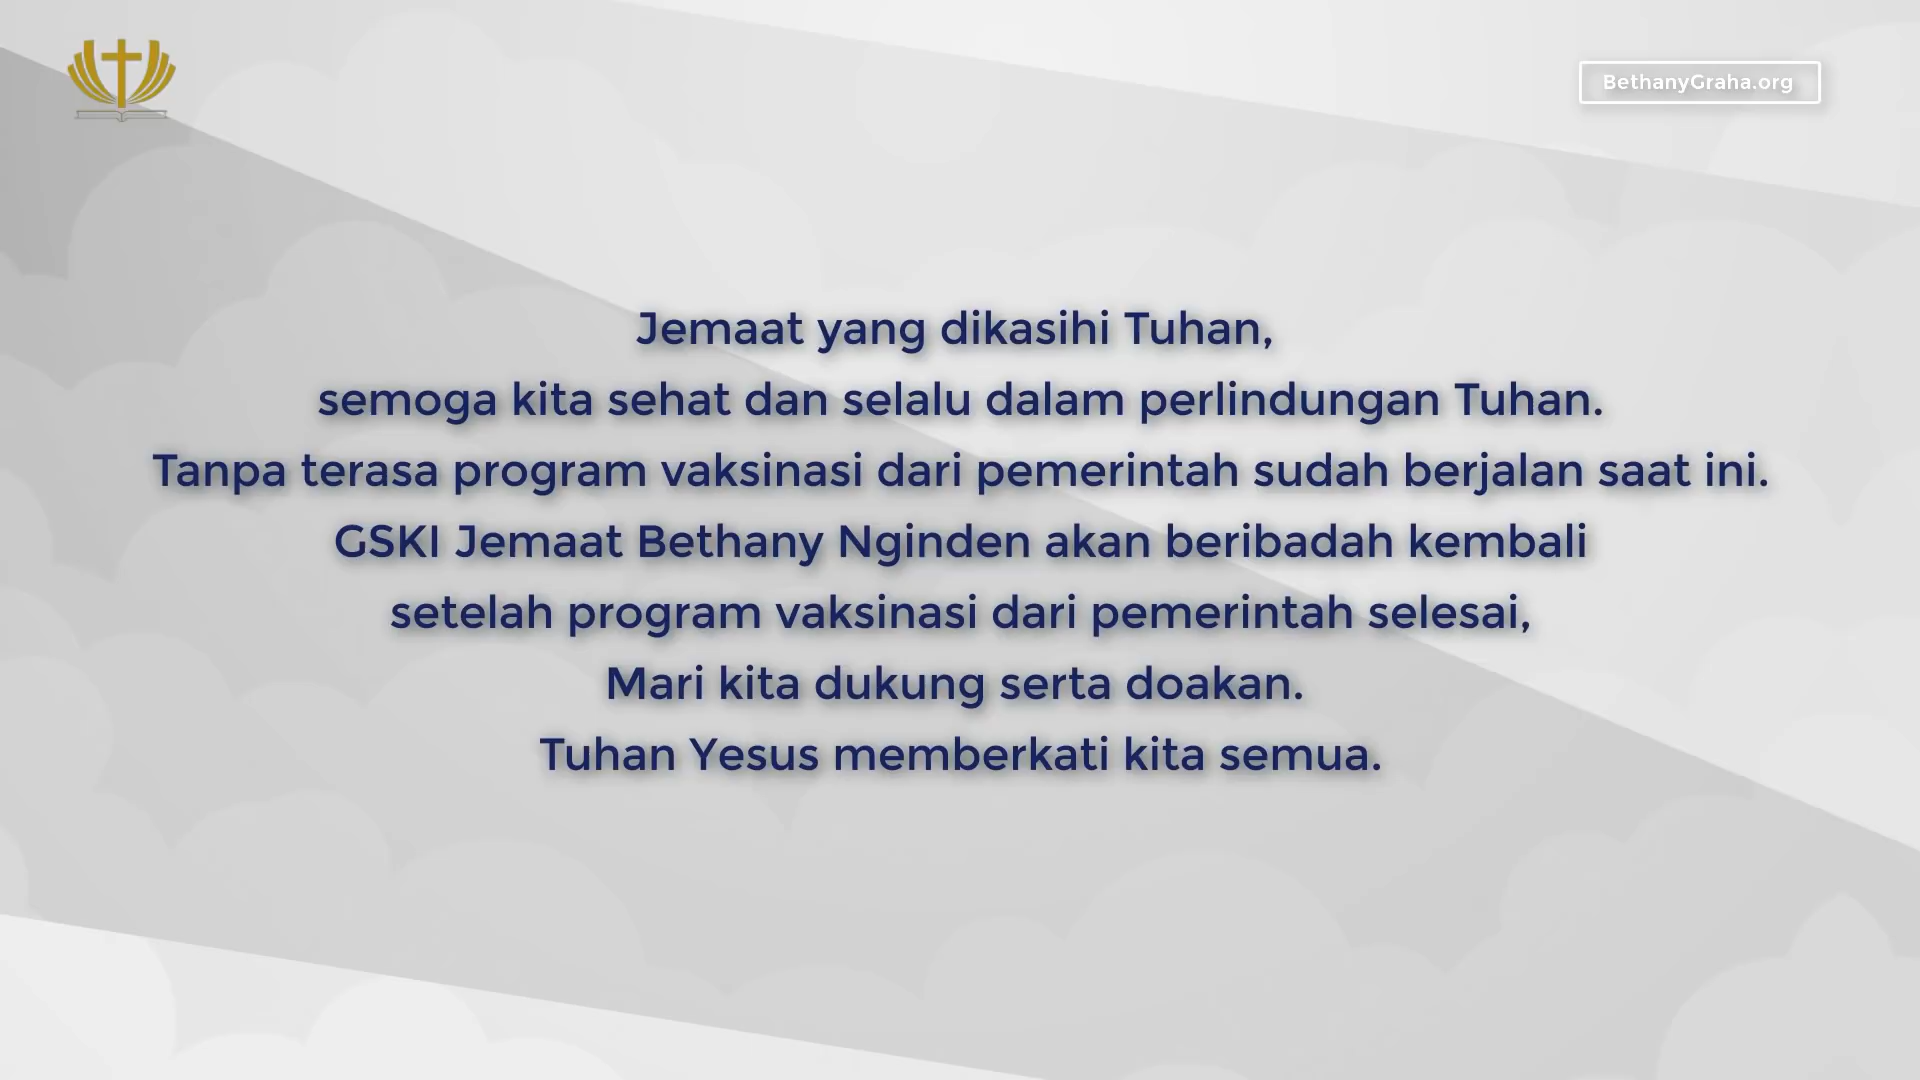 BethanyGraha.org
Jemaat yang dikasihi Tuhan,
semoga kita sehat dan selalu dalam perlindungan Tuhan.
Tanpa terasa program vaksinasi dari pemerintah sudah berjalan saat ini.
GSKI Jemaat Bethany Nginden akan beribadah kembali
setelah program vaksinasi dari pemerintah selesai,
Mari kita dukung serta doakan.
Tuhan Yesus memberkati kita semua.